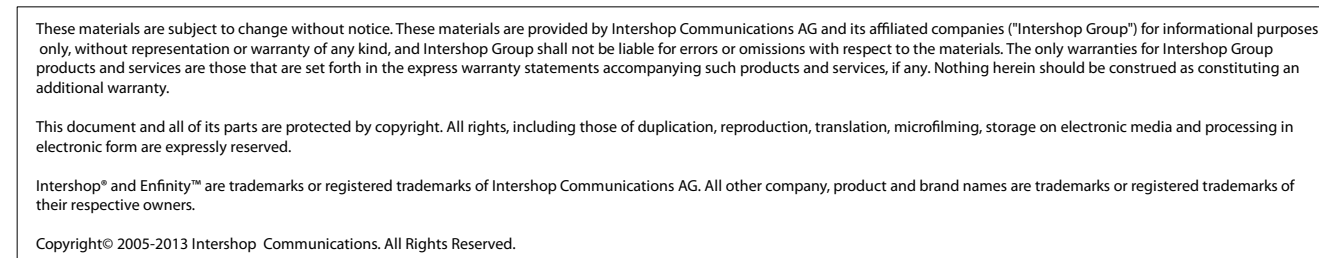 These materials are subject to change without notice. These materials are provided by Intershop Communications AG and its affiliated companies ("Intershop Group") for informational purposes
only, without representation or warranty of any kind, and Intershop Group shall not be liable for errors or omissions with respect to the materials. The only warranties for Intershop Group
products and services are those that are set forth in the express warranty statements accompanying such products and services, if any. Nothing herein should be construed as constituting an
additional warranty.
This document and all of its parts are protected by copyright. All rights, including those of duplication, reproduction, translation, microfilming, storage on electronic media and processing in
electronic form are expressly reserved.
Intershop® and Enfinity™ are trademarks or registered trademarks of Intershop Communications AG. All other company, product and brand names are trademarks or registered trademarks of
their respective owners.
Copyright© 2005-2013 Intershop Communications. All Rights Reserved.